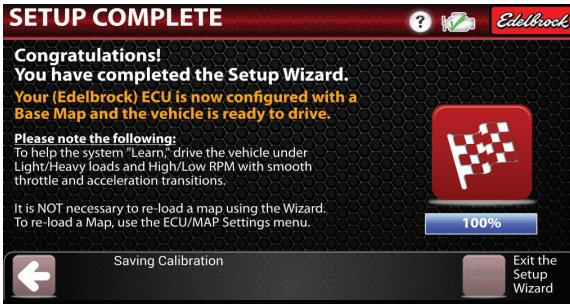 SETUP COMPLETE
?
Edelbrock
Congratulations!
You have completed the Setup Wizard.
Your (Edelbrock) ECU is now configured with a
Base Map and the vehicle is ready to drive.
Please note the following:
To help the system "Learn," drive the vehicle under
Light/Heavy loads and High/Low RPM with smooth
throttle and acceleration transitions.
It is NOT necessary to re-load a map using the Wizard.
To re-load a Map, use the ECU/MAP Settings menu.
100%
Saving Calibration
FINISH
Exit the
Setup
Wizard